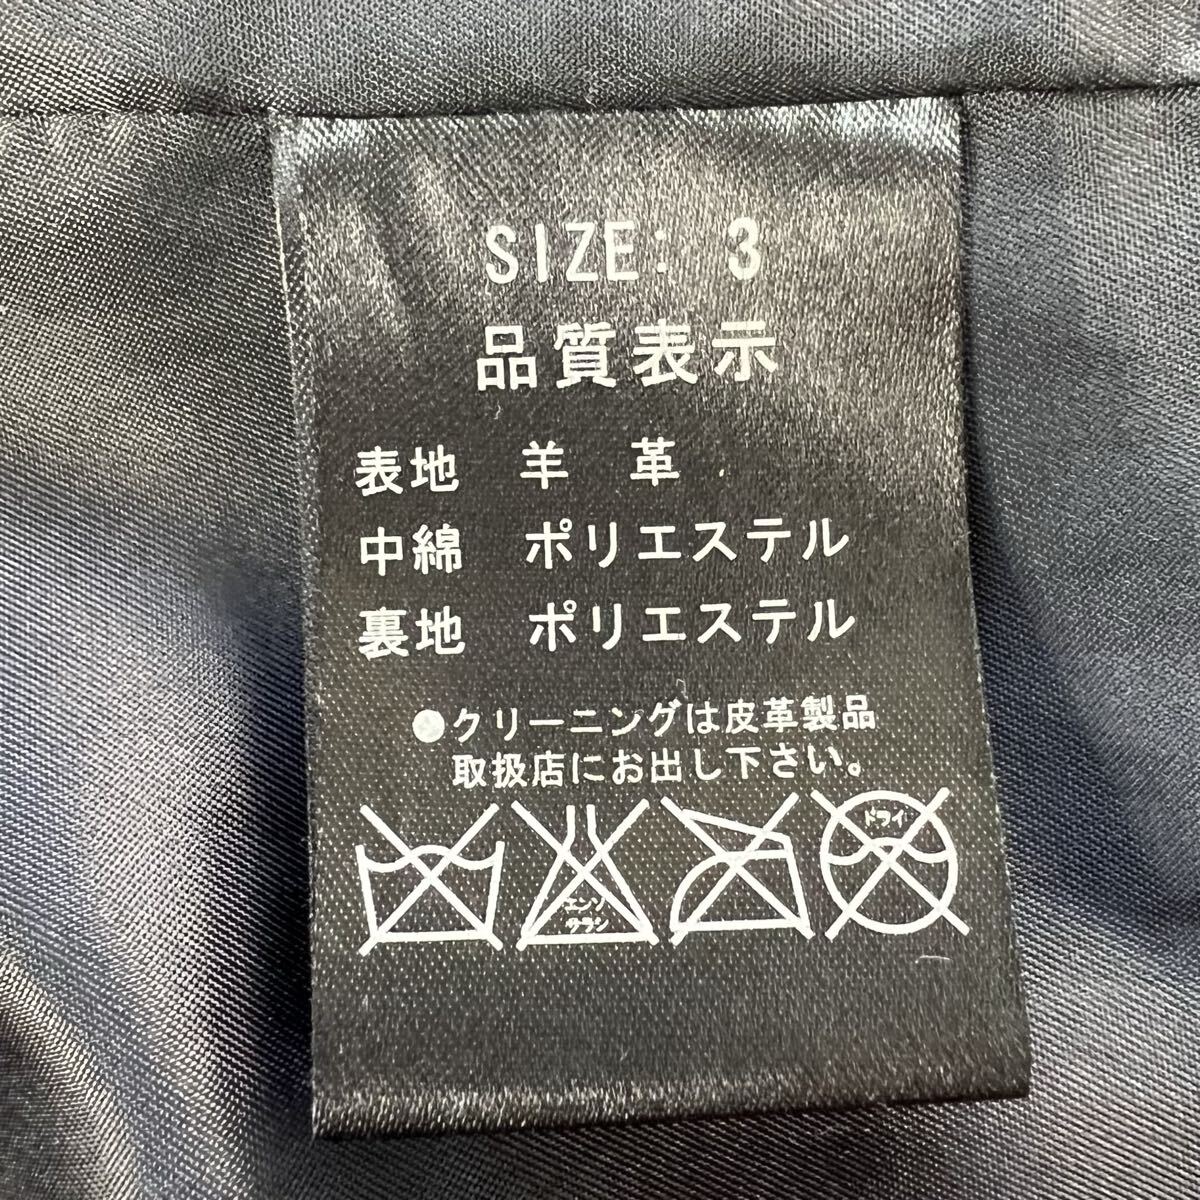 SIZE: 3
品質表示
表地 羊 革
中綿 ポリエステル
裏地 ポリエステル
●クリーニングは皮革製品
取扱店にお出し下さい。
エンソ
サラシ
ドライ